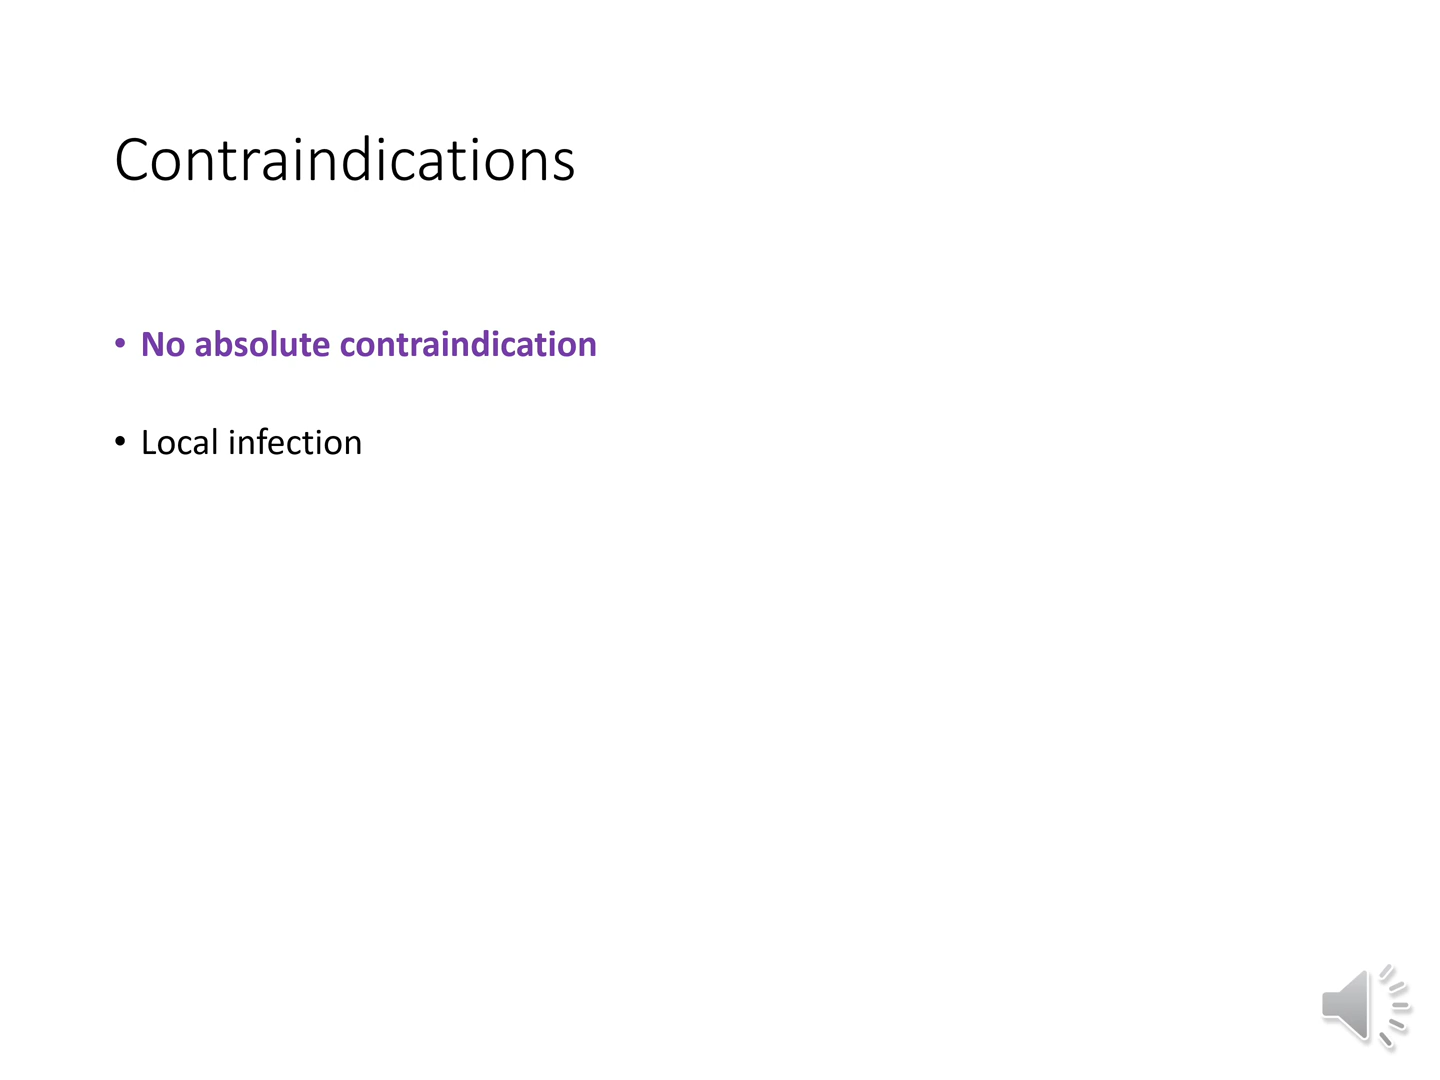 Contraindications
• No absolute contraindication
• Local infection